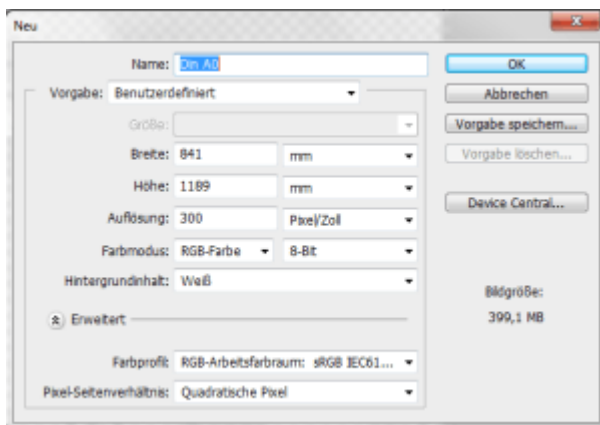 Neu
Name: Din A0
OK
Vorgabe: Benutzerdefiniert
Abbrechen
Größe:
Vorgabe speichern...
Breite: 841 mm
Vorgabe löschen...
Höhe: 1189 mm
Auflösung: 300 Pixel/Zoll
Device Central...
Farbmodus: RGB-Farbe 8-Bit
Hintergrundinhalt: Weiß
Bildgröße:
Erweitert
399,1 MB
Farbprofil: RGB-Arbeitsfarbraum: sRGB IEC61...
Pixel-Seitenverhältnis: Quadratische Pixel